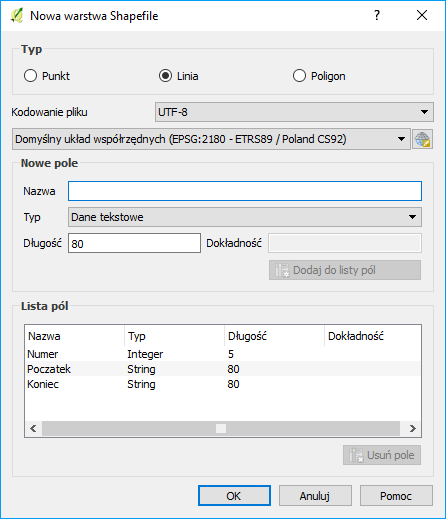 Nowa warstwa Shapefile
Typ
Punkt Linia Poligon
Kodowanie pliku UTF-8
Domyślny układ współrzędnych (EPSG:2180 - ETRS89 / Poland CS92)
Nowe pole
Nazwa
Typ Dane tekstowe
Długość 80 Dokładność
Dodaj do listy pól
Lista pól
Nazwa Typ Długość Dokładność
Numer Integer 5
Poczatek String 80
Koniec String 80
Usuń pole
OK Anuluj Pomoc